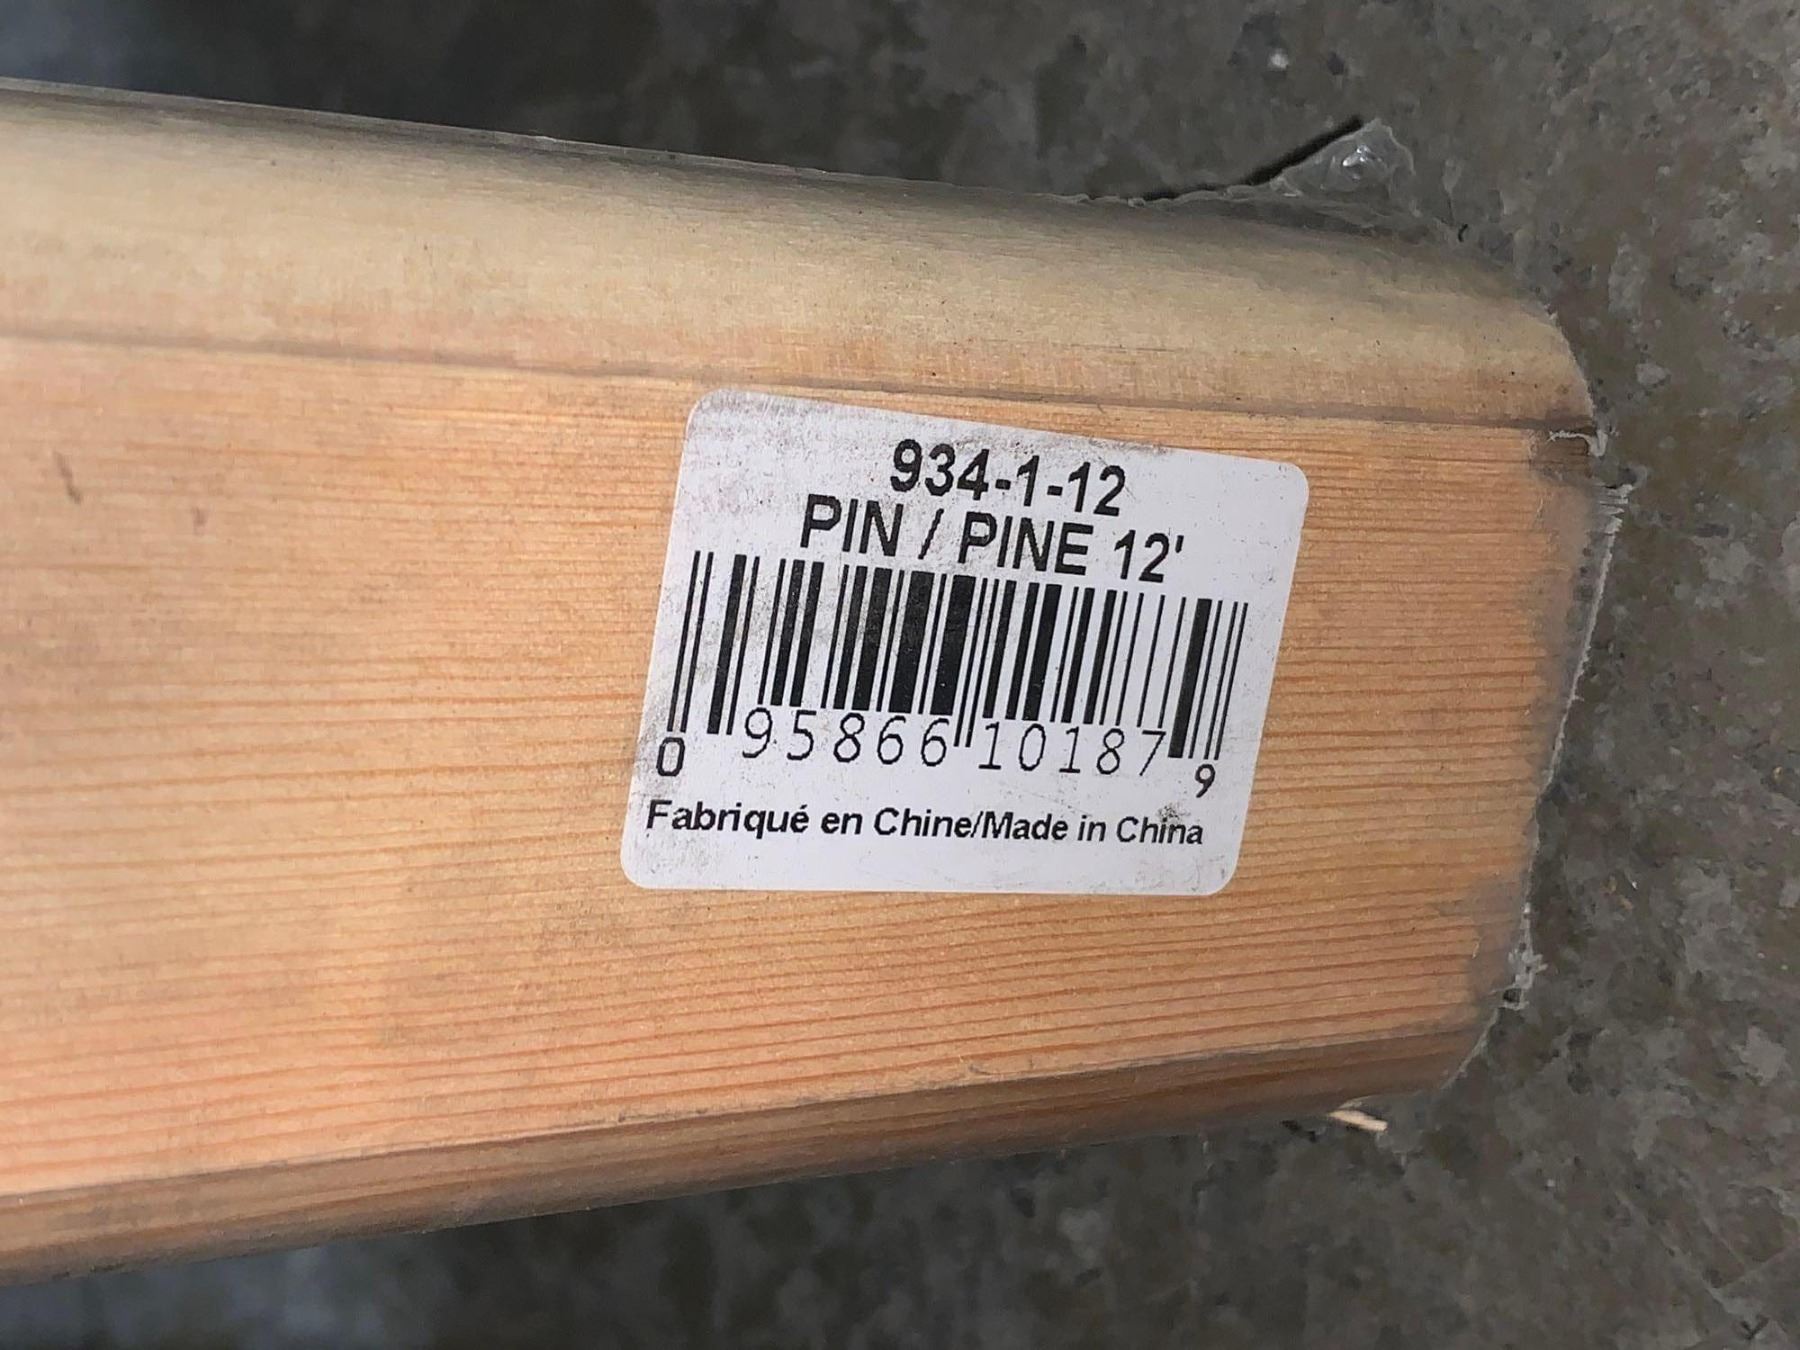 934-1-12
PIN / PINE 12'
0 95866 10187 9
Fabriqué en Chine/Made in China